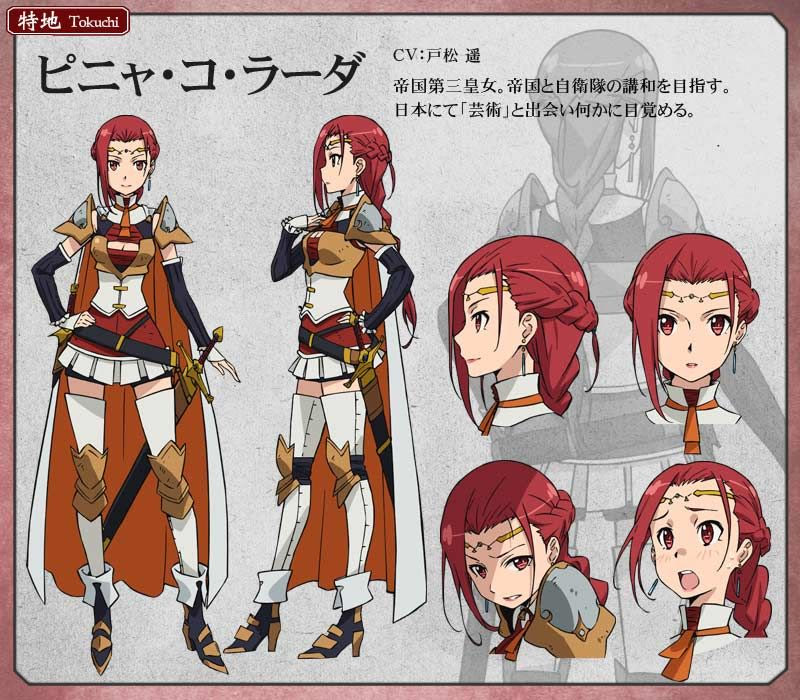 特地 Tokuchi
ピニャ・コ・ラーダ
CV:戸松 遥
帝国第三皇女。帝国と自衛隊の講和を目指す。
日本にて「芸術」と出会い何かに目覚める。